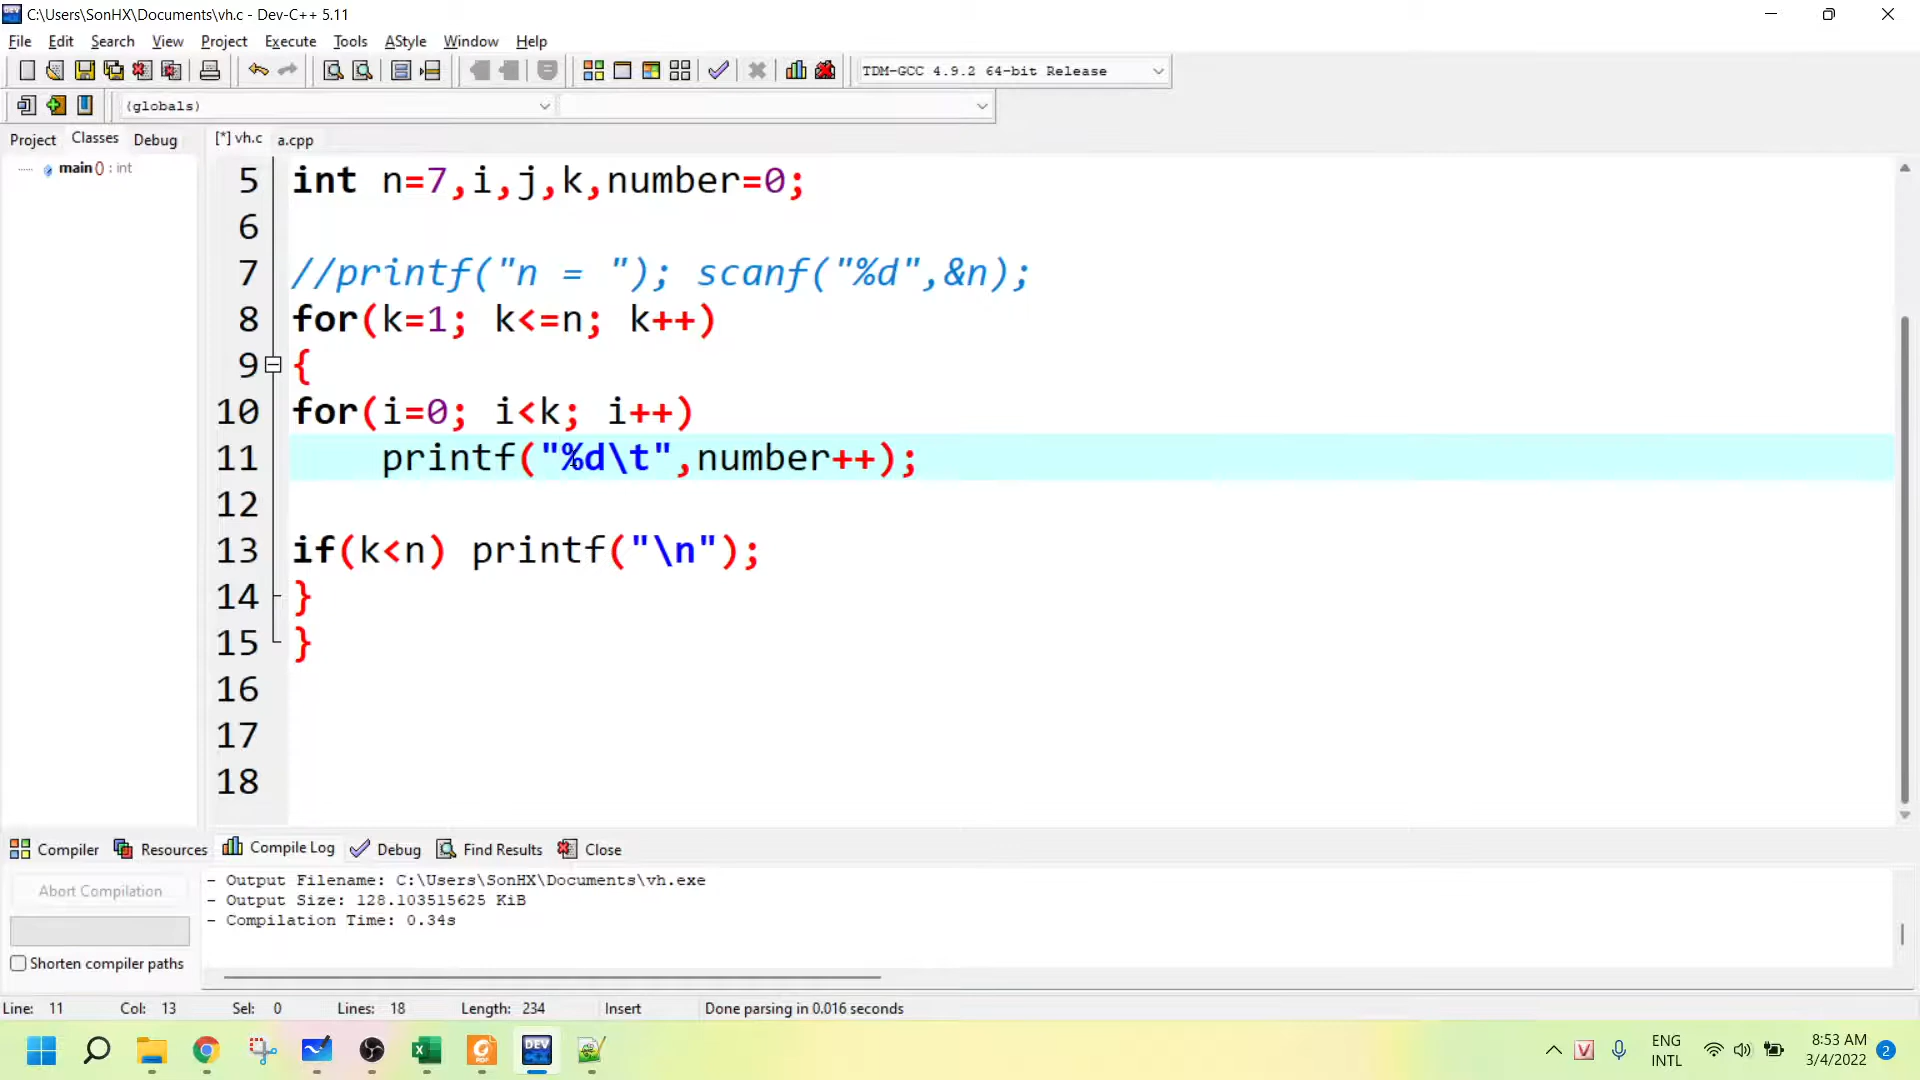 C:\Users\SonHX\Documents\vh.c - Dev-C++ 5.11
File Edit Search View Project Execute Tools AStyle Window Help
TDM-GCC 4.9.2 64-bit Release
(globals)
Project Classes Debug
[*] vh.c a.cpp
main() : int
5 int n=7,i,j,k,number=0;
6
7 //printf("n = "); scanf("%d",&n);
8 for(k=1; k<=n; k++)
9 {
10 for(i=0; i<k; i++)
11 printf("%d\t",number++);
12
13 if(k<n) printf("\n");
14 }
15 }
16
17
18
Compiler Resources Compile Log Debug Find Results Close
Abort Compilation
Shorten compiler paths
- Output Filename: C:\Users\SonHX\Documents\vh.exe
- Output Size: 128.103515625 KiB
- Compilation Time: 0.34s
Line: 11 Col: 13 Sel: 0 Lines: 18 Length: 234 Insert Done parsing in 0.016 seconds
DEV
PDF
V
ENG
INTL
8:53 AM
3/4/2022
2